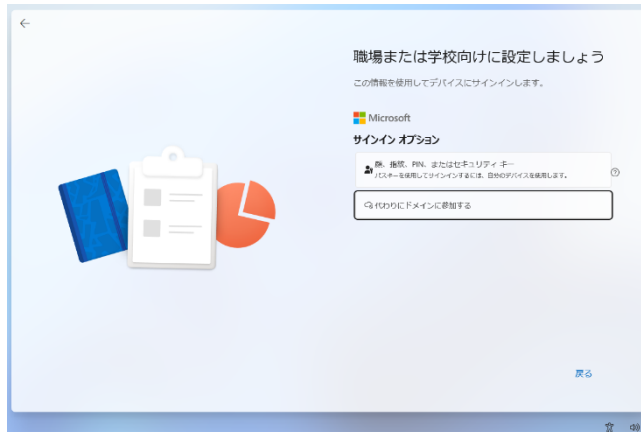 職場または学校向けに設定しましょう
この情報を使用してデバイスにサインインします。
Microsoft
サインイン オプション
顔、指紋、PIN、またはセキュリティ キー
パスキーを使用してサインインするには、自分のデバイスを使用します。
代わりにドメインに参加する
戻る